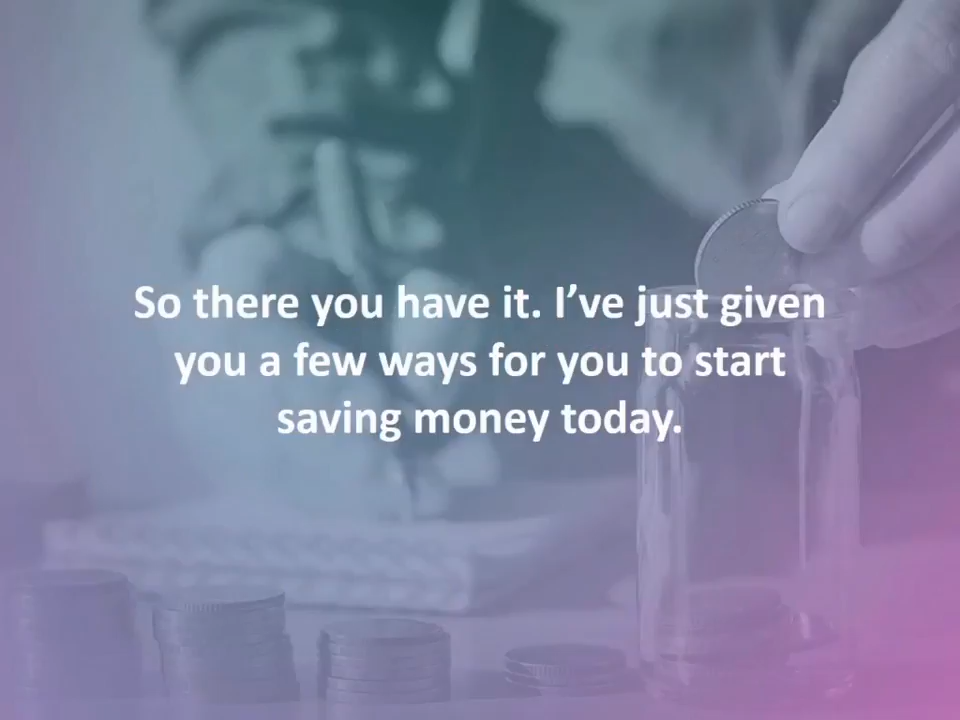 So there you have it. I’ve just given
you a few ways for you to start
saving money today.